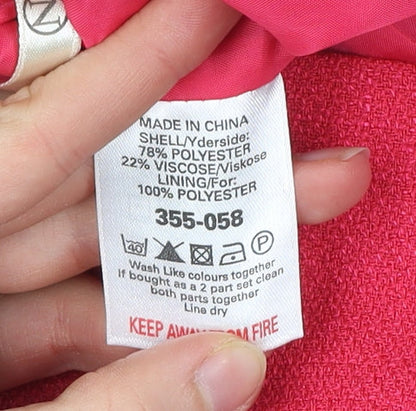 N
MADE IN CHINA
SHELL/Yderside:
78% POLYESTER
22% VISCOSE/Viskose
LINING/For:
100% POLYESTER
355-058
40 P
Wash Like colours together
If bought as a 2 part set clean
both parts together
Line dry
KEEP AWAY FROM FIRE